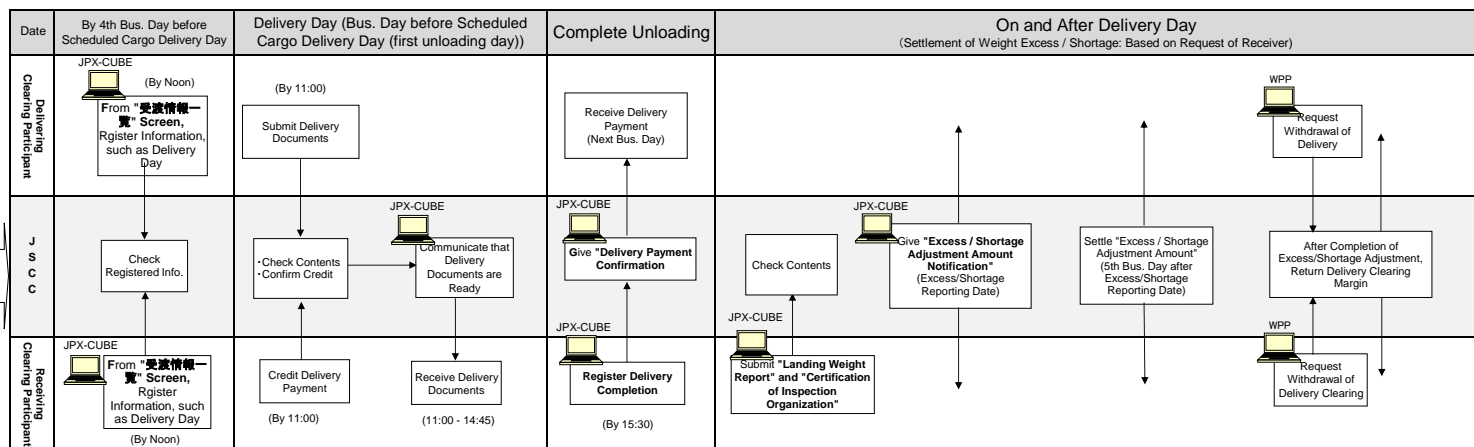 Date
By 4th Bus. Day before
Scheduled Cargo Delivery Day
Delivery Day (Bus. Day before Scheduled
Cargo Delivery Day (first unloading day))
Complete Unloading
On and After Delivery Day
(Settlement of Weight Excess / Shortage: Based on Request of Receiver)
Delivering
Clearing Participant
JPX-CUBE
(By Noon)
From "受渡情報一
覧" Screen,
Rgister Information,
such as Delivery
Day
(By 11:00)
Submit Delivery
Documents
Receive Delivery
Payment
(Next Bus. Day)
WPP
Request
Withdrawal of
Delivery
J
S
C
C
Check
Registered Info.
・Check Contents
・Confirm Credit
JPX-CUBE
Communicate that
Delivery
Documents are
Ready
JPX-CUBE
Give "Delivery Payment
Confirmation"
Check Contents
JPX-CUBE
Give "Excess / Shortage
Adjustment Amount
Notification"
(Excess/Shortage
Reporting Date)
Settle "Excess / Shortage
Adjustment Amount"
(5th Bus. Day after
Excess/Shortage
Reporting Date)
After Completion of
Excess/Shortage Adjustment,
Return Delivery Clearing
Margin
Receiving
Clearing Participant
JPX-CUBE
From "受渡情報一
覧" Screen,
Rgister
Information, such
as Delivery Day
(By Noon)
Credit Delivery
Payment
(By 11:00)
Receive Delivery
Documents
(11:00 - 14:45)
JPX-CUBE
Register Delivery
Completion
(By 15:30)
JPX-CUBE
Submit "Landing Weight
Report" and "Certification
of Inspection
Organization"
WPP
Request
Withdrawal of
Delivery Clearing